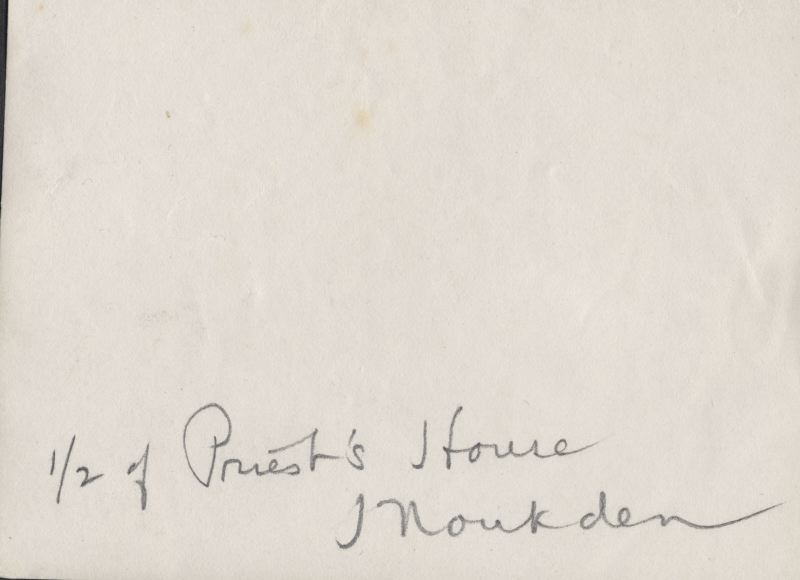 1/2 of Priest's House
Moukden